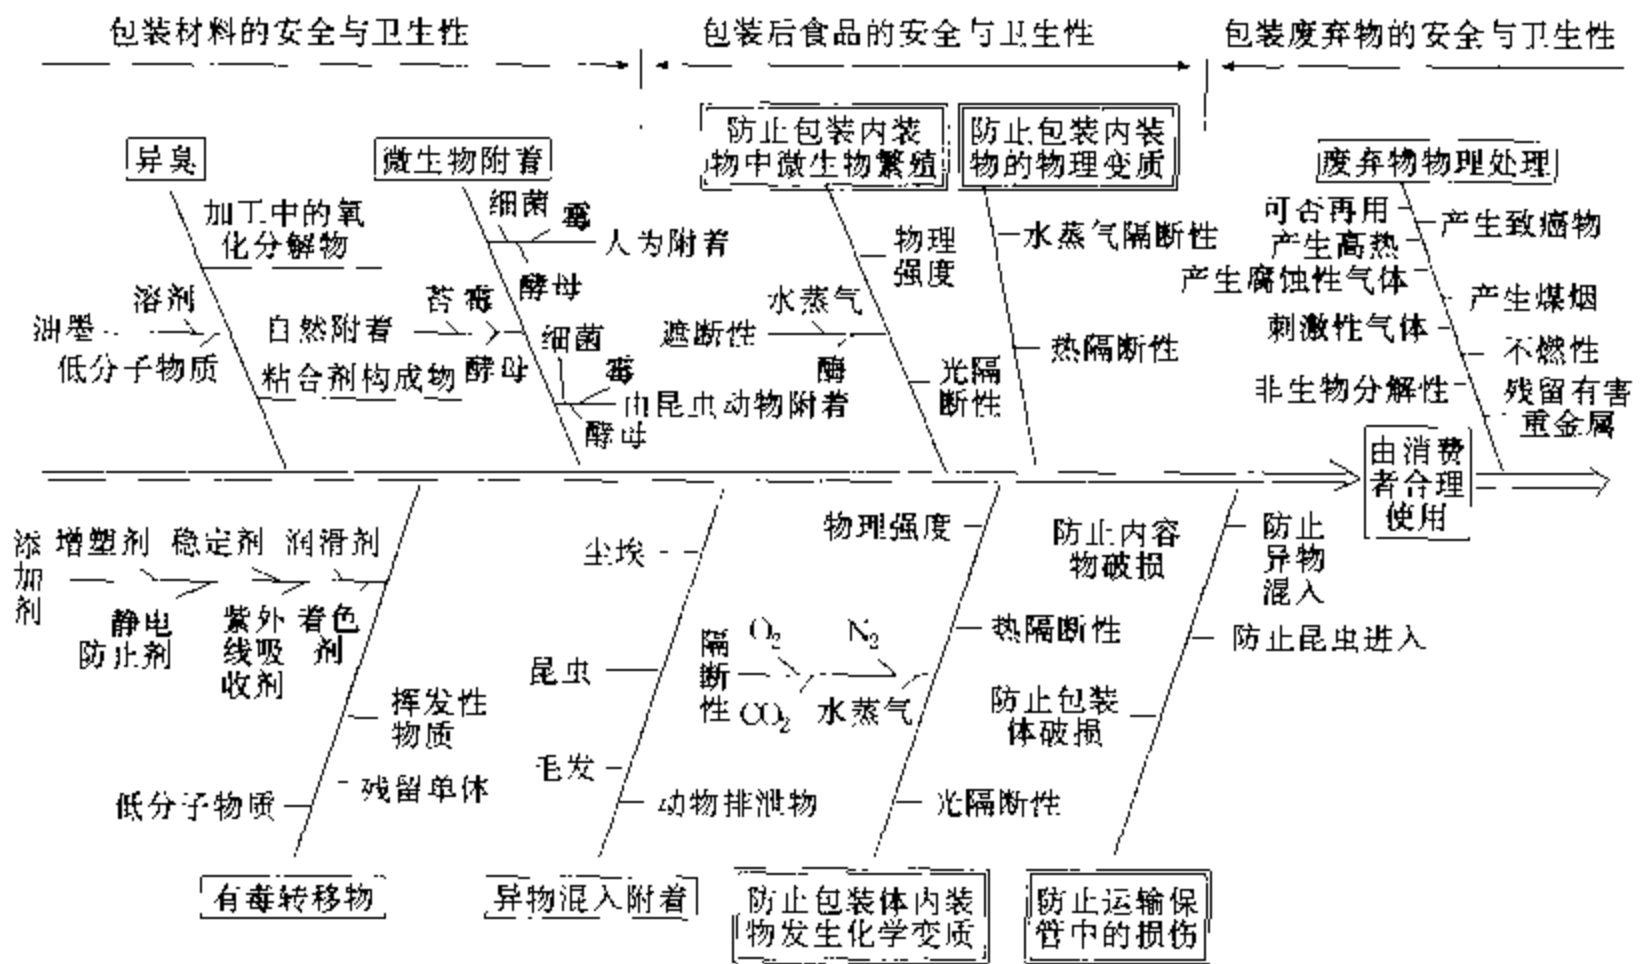 包装材料的安全与卫生性
包装后食品的安全与卫生性
包装废弃物的安全与卫生性
异臭
微生物附着
防止包装内装
物中微生物繁殖
防止包装内装
物的物理变质
废弃物物理处理
加工中的氧
化分解物
溶剂
油墨
低分子物质
粘合剂构成物
细菌
霉
人为附着
酵母
苔
霉
自然附着
酵母
细菌
霉
由昆虫动物附着
酵母
物理
强度
水蒸气
遮断性
酶
光隔
断性
水蒸气隔断性
热隔断性
可否再用
产生高热
产生腐蚀性气体
刺激性气体
非生物分解性
产生致癌物
产生煤烟
不燃性
残留有害
重金属
由消费
者合理
使用
添
加
剂
增塑剂
稳定剂
润滑剂
静电
防止剂
紫外
线吸
收剂
着色
剂
挥发性
物质
残留单体
低分子物质
有毒转移物
尘埃
昆虫
毛发
动物排泄物
异物混入附着
物理强度
隔
断
性
O₂
N₂
CO₂
水蒸气
热隔断性
光隔断性
防止包装体内装
物发生化学变质
防止内容
物破损
防止
异物
混入
防止昆虫进入
防止包装
体破损
防止运输保
管中的损伤